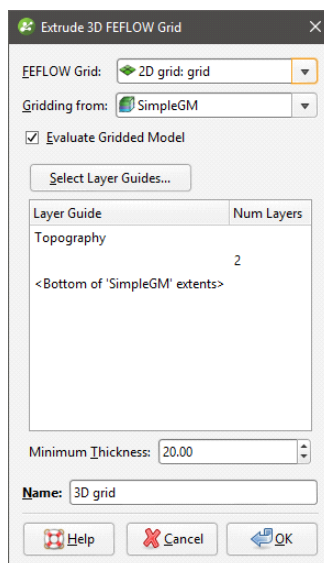 Extrude 3D FEFLOW Grid
FEFLOW Grid: 2D grid: grid
Gridding from: SimpleGM
Evaluate Gridded Model
Select Layer Guides...
Layer Guide Num Layers
Topography
2
<Bottom of 'SimpleGM' extents>
Minimum Thickness: 20.00
Name: 3D grid
Help Cancel OK